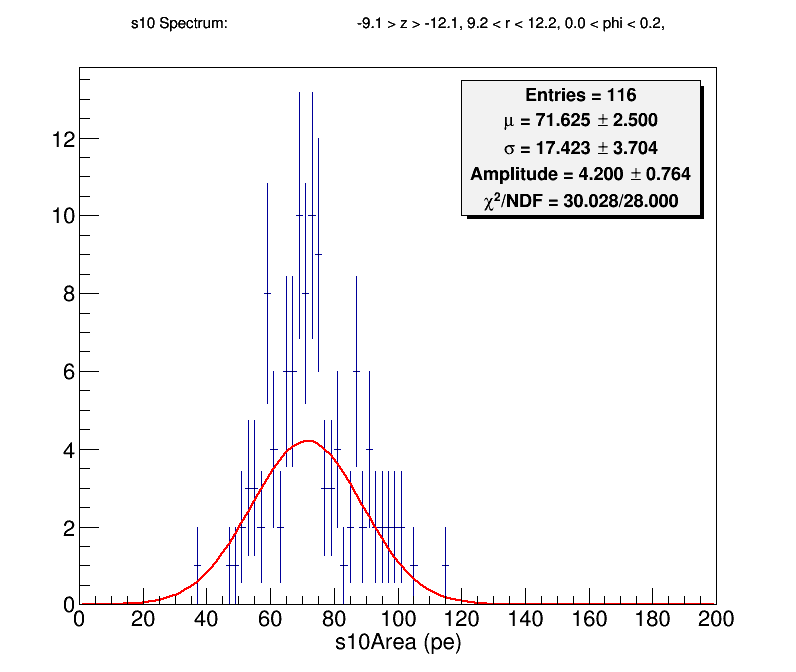 s10 Spectrum: -9.1 > z > -12.1, 9.2 < r < 12.2, 0.0 < phi < 0.2,
Entries = 116
μ = 71.625 ± 2.500
σ = 17.423 ± 3.704
Amplitude = 4.200 ± 0.764
χ²/NDF = 30.028/28.000
12
10
8
6
4
2
0
0 20 40 60 80 100 120 140 160 180 200
s10Area (pe)